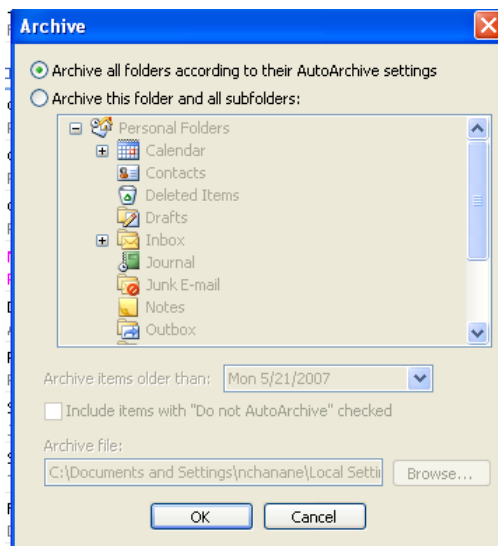 Archive
Archive all folders according to their AutoArchive settings
Archive this folder and all subfolders:
Personal Folders
Calendar
Contacts
Deleted Items
Drafts
Inbox
Journal
Junk E-mail
Notes
Outbox
Archive items older than: Mon 5/21/2007
Include items with "Do not AutoArchive" checked
Archive file:
C:\Documents and Settings\nchanane\Local Settin
Browse...
OK Cancel